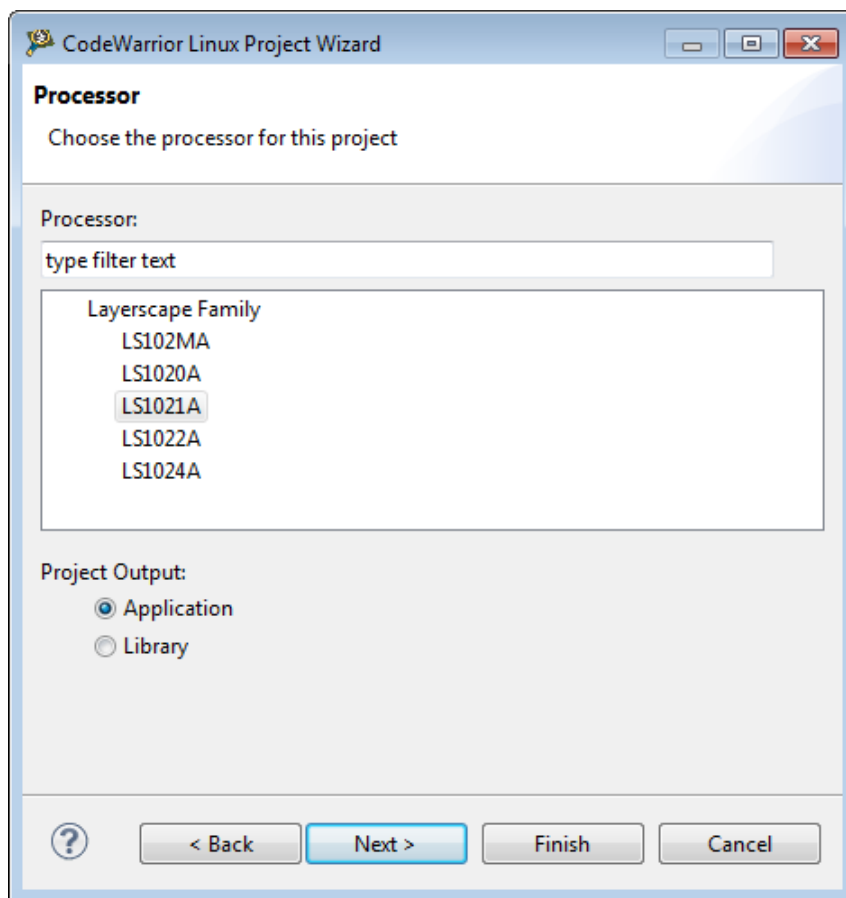 CodeWarrior Linux Project Wizard
Processor
Choose the processor for this project
Processor:
type filter text
Layerscape Family
LS102MA
LS1020A
LS1021A
LS1022A
LS1024A
Project Output:
Application
Library
? < Back Next > Finish Cancel